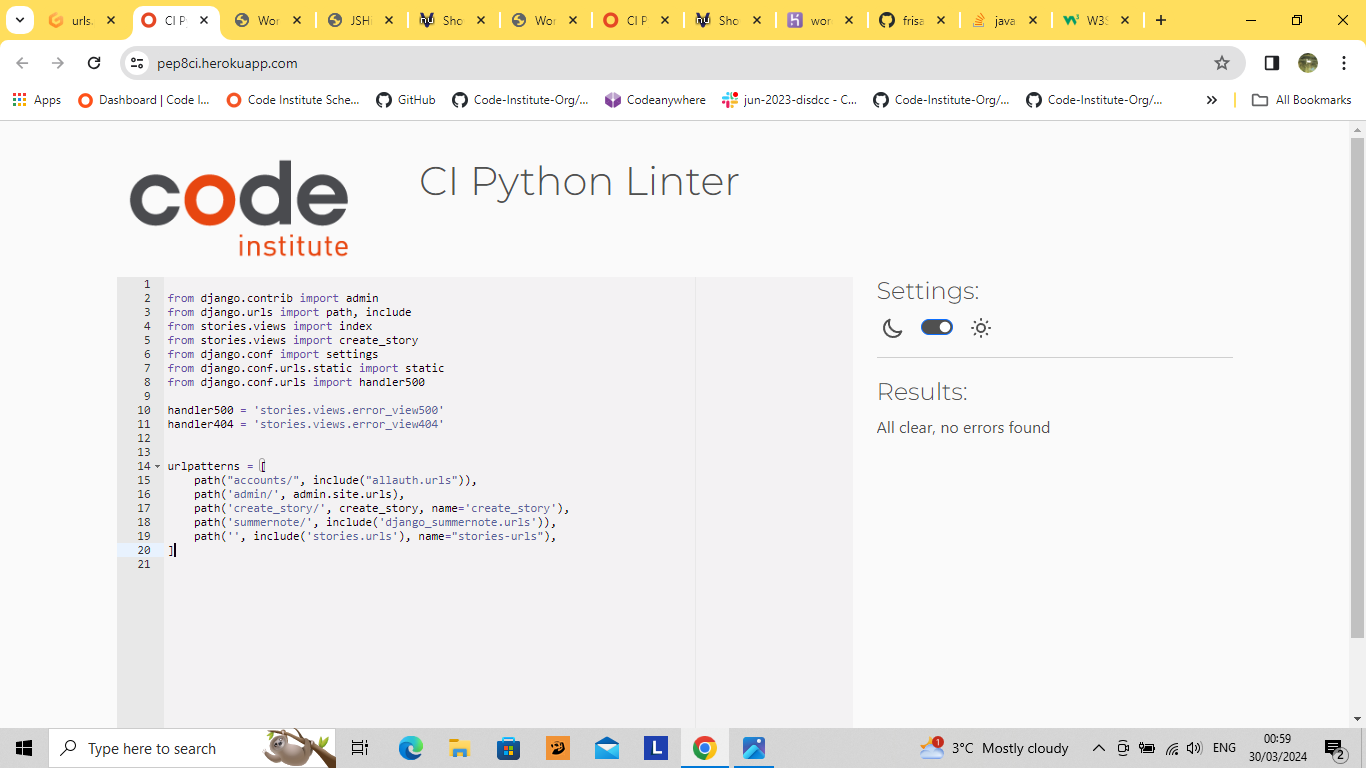 urls.
CI P
Wor
JSHi
Sho
Wor
CI P
Sho
wor
frisa
java
W3S
pep8ci.herokuapp.com
Apps
Dashboard | Code I...
Code Institute Sche...
GitHub
Code-Institute-Org/...
Codeanywhere
jun-2023-disdcc - C...
Code-Institute-Org/...
Code-Institute-Org/...
All Bookmarks
code
institute
CI Python Linter
1
2 from django.contrib import admin
3 from django.urls import path, include
4 from stories.views import index
5 from stories.views import create_story
6 from django.conf import settings
7 from django.conf.urls.static import static
8 from django.conf.urls import handler500
9
10 handler500 = 'stories.views.error_view500'
11 handler404 = 'stories.views.error_view404'
12
13
14 urlpatterns = [
15 path("accounts/", include("allauth.urls")),
16 path('admin/', admin.site.urls),
17 path('create_story/', create_story, name='create_story'),
18 path('summernote/', include('django_summernote.urls')),
19 path('', include('stories.urls'), name="stories-urls"),
20 ]
21
Settings:
Results:
All clear, no errors found
Type here to search
L
1
3°C Mostly cloudy
ENG
00:59
30/03/2024
2